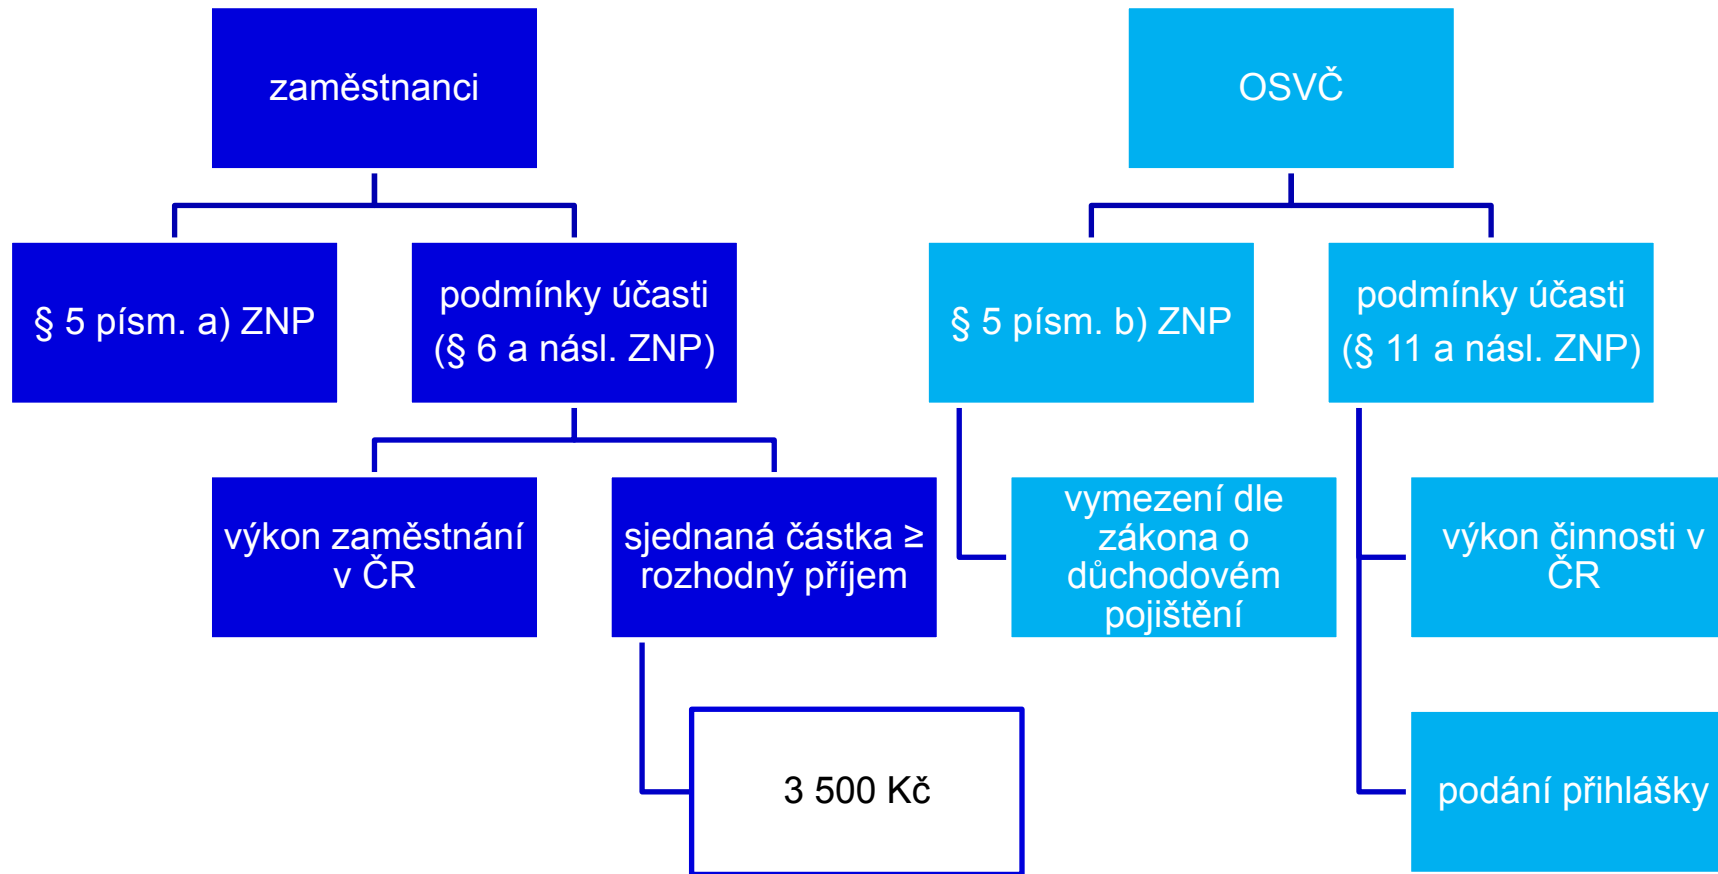 zaměstnanci
OSVČ
§ 5 písm. a) ZNP
podmínky účasti
(§ 6 a násl. ZNP)
§ 5 písm. b) ZNP
podmínky účasti
(§ 11 a násl. ZNP)
výkon zaměstnání
v ČR
sjednaná částka ≥
rozhodný příjem
vymezení dle
zákona o
důchodovém
pojištění
výkon činnosti v
ČR
3 500 Kč
podání přihlášky